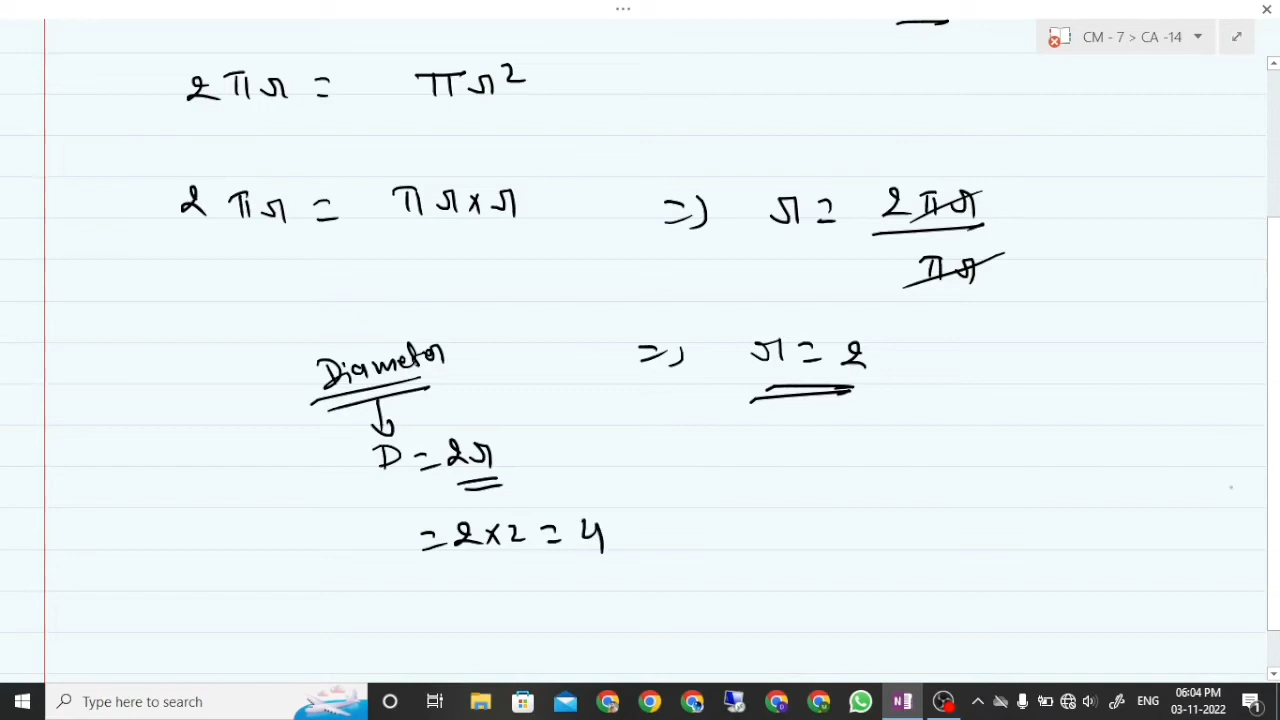 CM - 7 > CA -14
2πr = πr²
2πr = πr×r => r = 2πr
πr
Diameter => r = 2
D = 2r
= 2×2 = 4
Type here to search
ENG
06:04 PM
03-11-2022
1